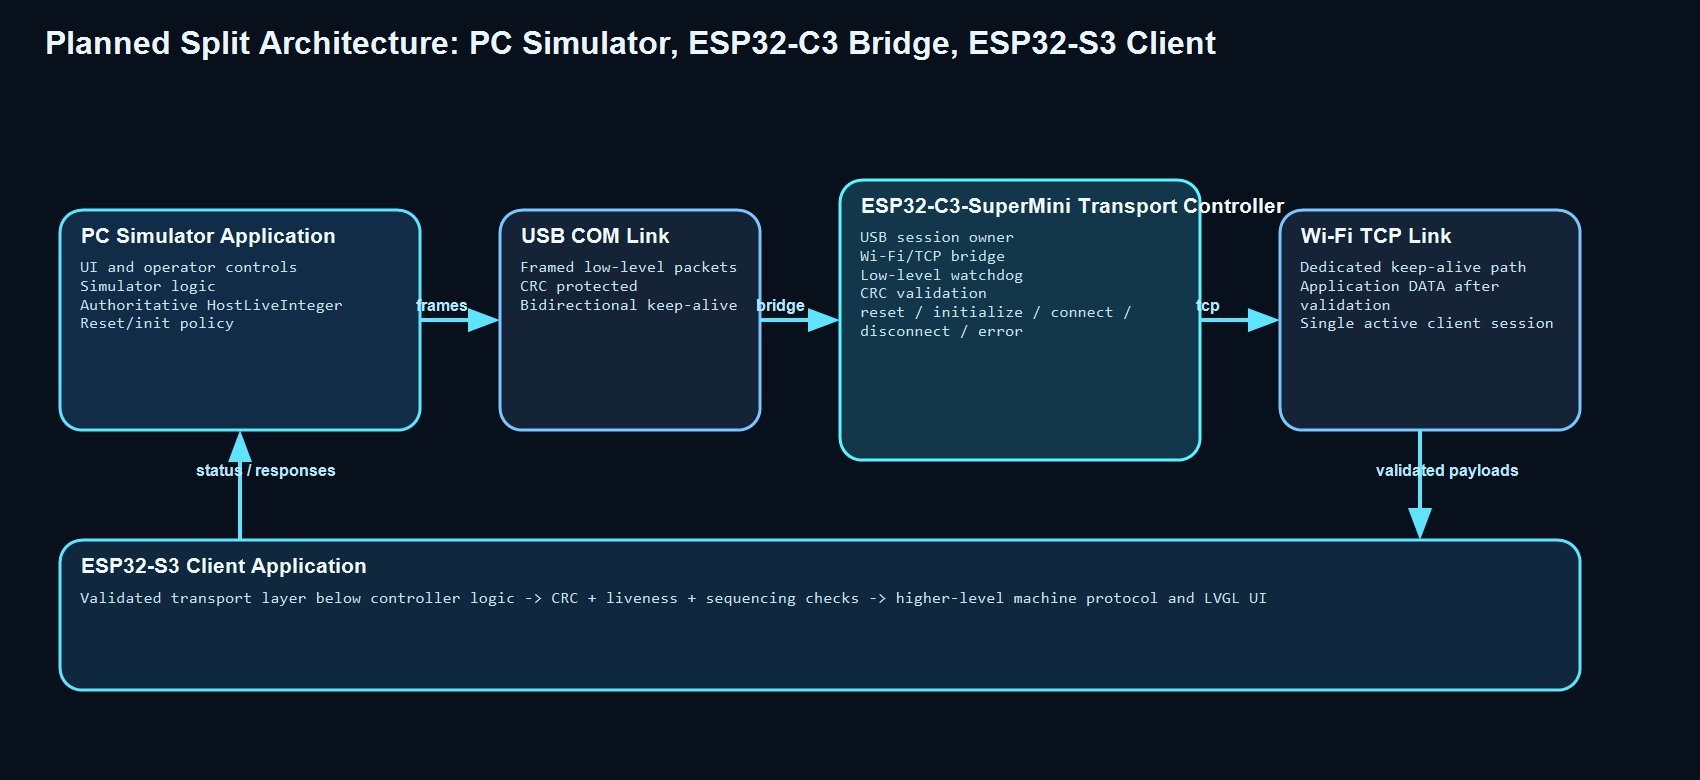 Planned Split Architecture: PC Simulator, ESP32-C3 Bridge, ESP32-S3 Client
PC Simulator Application
UI and operator controls
Simulator logic
Authoritative HostLiveInteger
Reset/init policy
frames
USB COM Link
Framed low-level packets
CRC protected
Bidirectional keep-alive
bridge
ESP32-C3-SuperMini Transport Controller
USB session owner
Wi-Fi/TCP bridge
Low-level watchdog
CRC validation
reset / initialize / connect /
disconnect / error
tcp
Wi-Fi TCP Link
Dedicated keep-alive path
Application DATA after
validation
Single active client session
status / responses
validated payloads
ESP32-S3 Client Application
Validated transport layer below controller logic -> CRC + liveness + sequencing checks -> higher-level machine protocol and LVGL UI